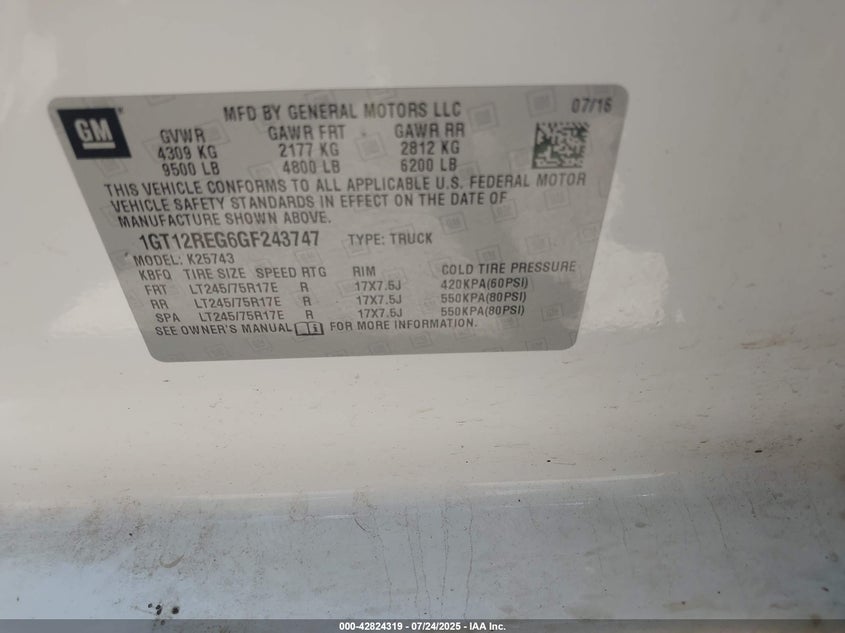 GM
MFD BY GENERAL MOTORS LLC 07/16
GVWR GAWR FRT GAWR RR
4309 KG 2177 KG 2812 KG
9500 LB 4800 LB 6200 LB
THIS VEHICLE CONFORMS TO ALL APPLICABLE U.S. FEDERAL MOTOR
VEHICLE SAFETY STANDARDS IN EFFECT ON THE DATE OF
MANUFACTURE SHOWN ABOVE.
1GT12REG6GF243747 TYPE: TRUCK
MODEL: K25743
KBFQ TIRE SIZE SPEED RTG RIM COLD TIRE PRESSURE
FRT LT245/75R17E R 17X7.5J 420KPA(60PSI)
RR LT245/75R17E R 17X7.5J 550KPA(80PSI)
SPA LT245/75R17E R 17X7.5J 550KPA(80PSI)
SEE OWNER'S MANUAL FOR MORE INFORMATION.
000-42824319 / 07/24/2025 - IAA Inc.